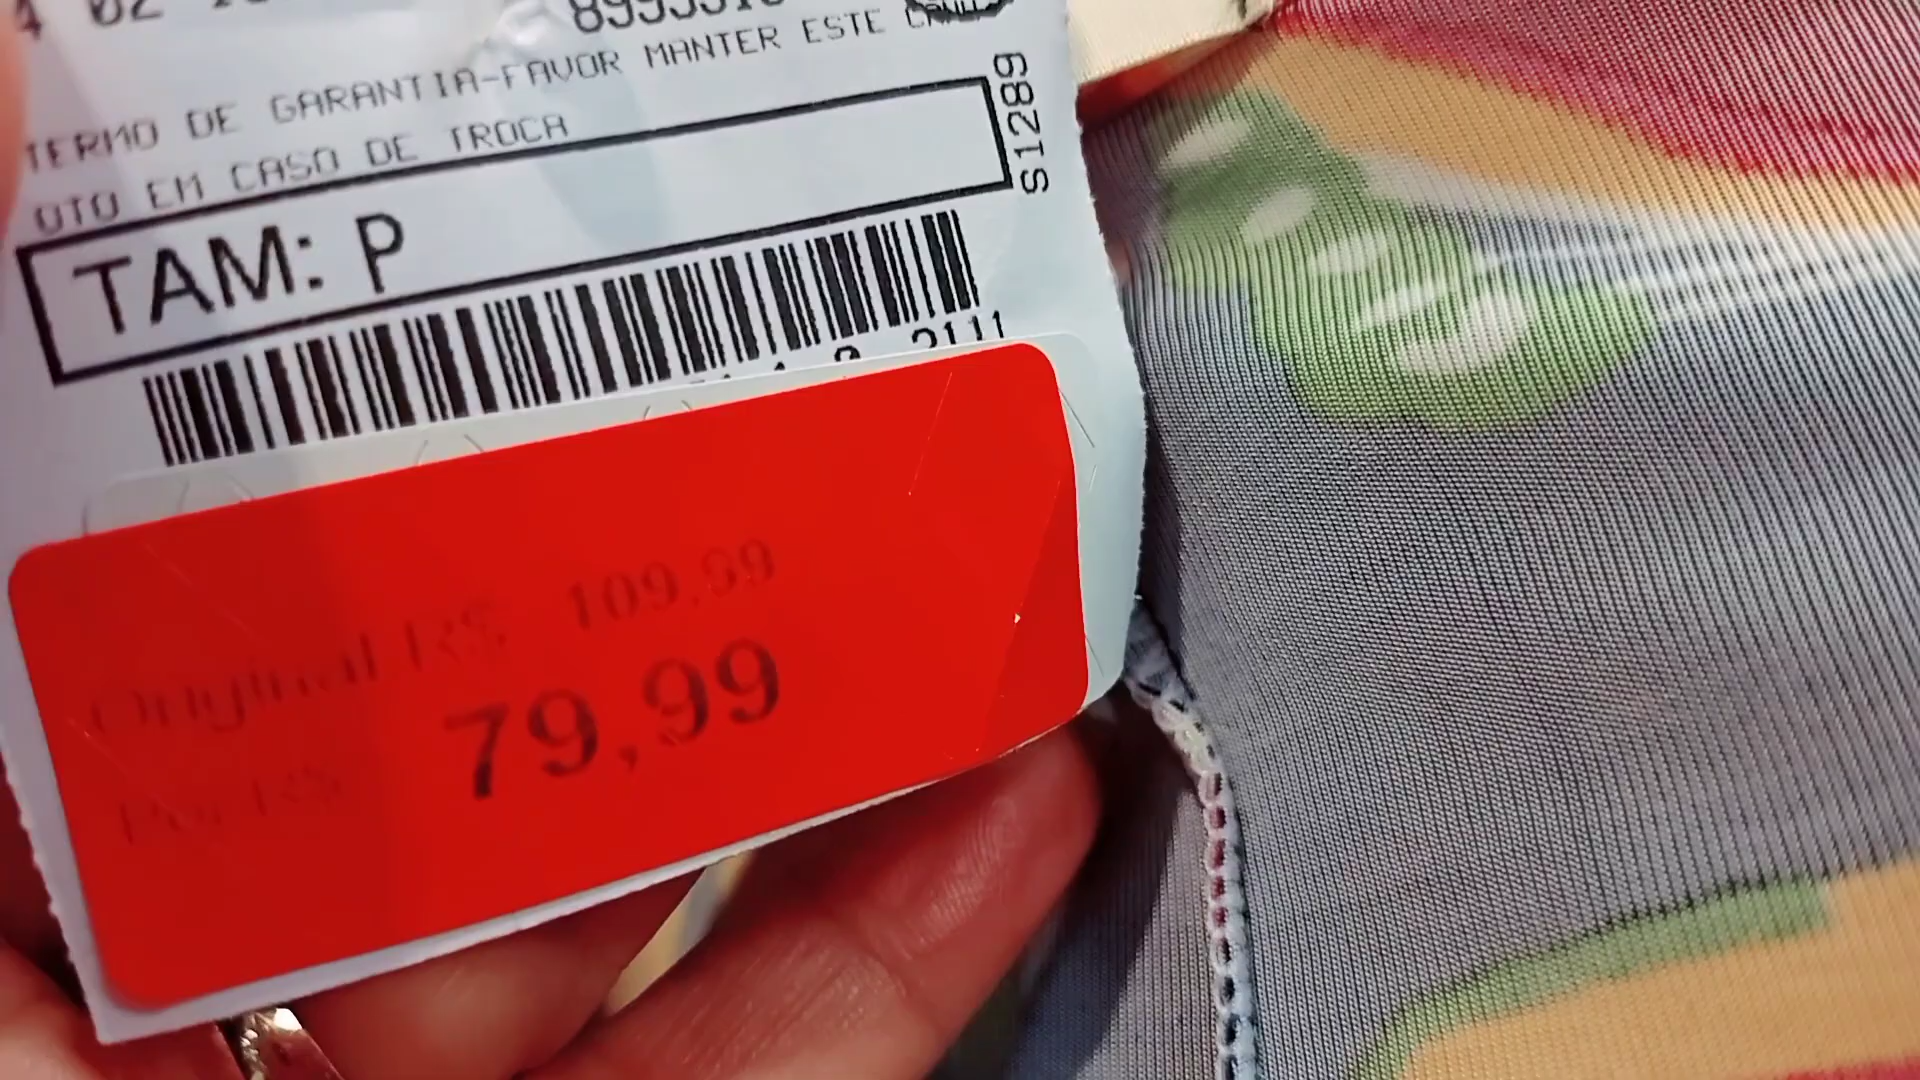 TERMO DE GARANTIA-FAVOR MANTER ESTE
OTO EM CASO DE TROCA
S1289
TAM: P
2111
Original R$ 109,99
Por R$ 79,99